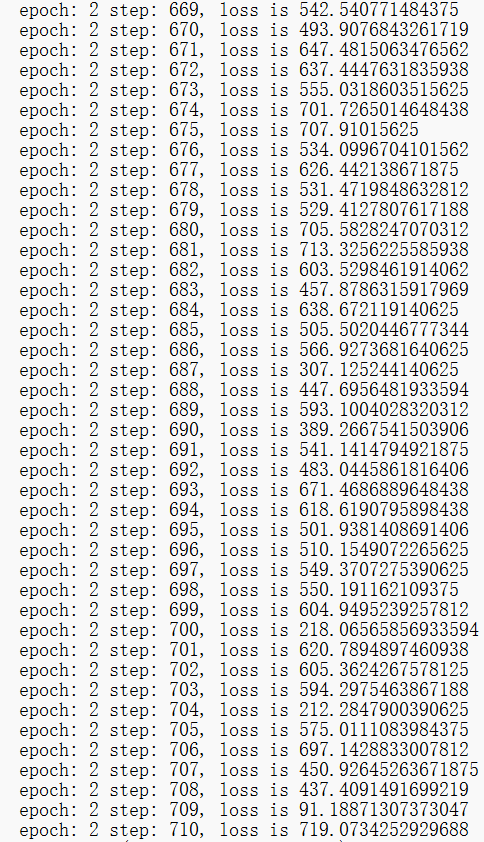 epoch: 2 step: 669, loss is 542.540771484375
epoch: 2 step: 670, loss is 493.9076843261719
epoch: 2 step: 671, loss is 647.4815063476562
epoch: 2 step: 672, loss is 637.4447631835938
epoch: 2 step: 673, loss is 555.0318603515625
epoch: 2 step: 674, loss is 701.7265014648438
epoch: 2 step: 675, loss is 707.91015625
epoch: 2 step: 676, loss is 534.0996704101562
epoch: 2 step: 677, loss is 626.442138671875
epoch: 2 step: 678, loss is 531.4719848632812
epoch: 2 step: 679, loss is 529.4127807617188
epoch: 2 step: 680, loss is 705.5828247070312
epoch: 2 step: 681, loss is 713.3256225585938
epoch: 2 step: 682, loss is 603.5298461914062
epoch: 2 step: 683, loss is 457.8786315917969
epoch: 2 step: 684, loss is 638.672119140625
epoch: 2 step: 685, loss is 505.5020446777344
epoch: 2 step: 686, loss is 566.9273681640625
epoch: 2 step: 687, loss is 307.125244140625
epoch: 2 step: 688, loss is 447.6956481933594
epoch: 2 step: 689, loss is 593.1004028320312
epoch: 2 step: 690, loss is 389.2667541503906
epoch: 2 step: 691, loss is 541.1414794921875
epoch: 2 step: 692, loss is 483.0445861816406
epoch: 2 step: 693, loss is 671.4686889648438
epoch: 2 step: 694, loss is 618.6190795898438
epoch: 2 step: 695, loss is 501.9381408691406
epoch: 2 step: 696, loss is 510.1549072265625
epoch: 2 step: 697, loss is 549.3707275390625
epoch: 2 step: 698, loss is 550.191162109375
epoch: 2 step: 699, loss is 604.9495239257812
epoch: 2 step: 700, loss is 218.06565856933594
epoch: 2 step: 701, loss is 620.7894897460938
epoch: 2 step: 702, loss is 605.3624267578125
epoch: 2 step: 703, loss is 594.2975463867188
epoch: 2 step: 704, loss is 212.2847900390625
epoch: 2 step: 705, loss is 575.0111083984375
epoch: 2 step: 706, loss is 697.1428833007812
epoch: 2 step: 707, loss is 450.92645263671875
epoch: 2 step: 708, loss is 437.4091491699219
epoch: 2 step: 709, loss is 91.18871307373047
epoch: 2 step: 710, loss is 719.0734252929688